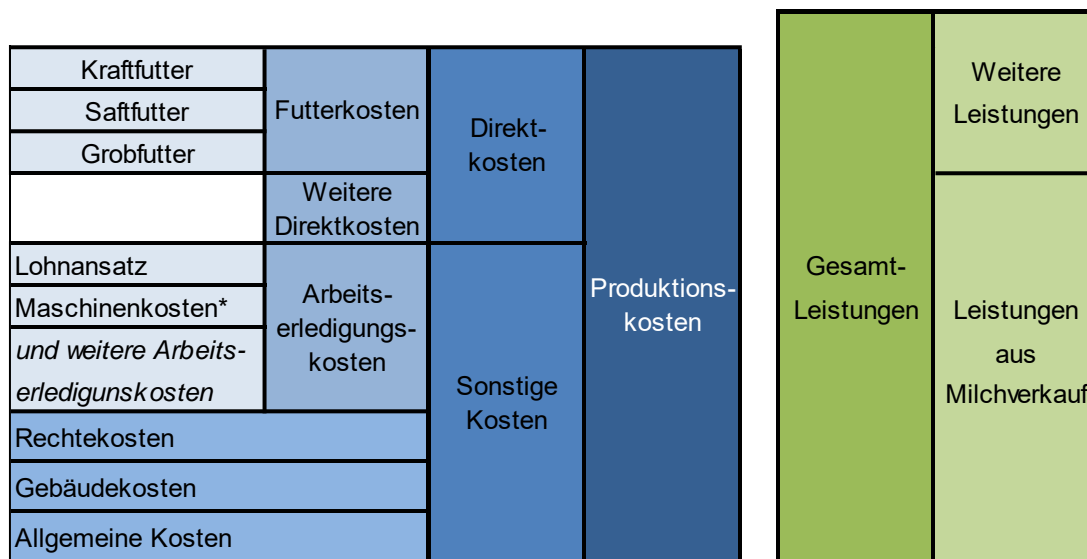 Kraftfutter
Saftfutter
Grobfutter
Futterkosten
Weitere
Direktkosten
Direkt-
kosten
Lohnansatz
Maschinenkosten*
und weitere Arbeits-
erledigunskosten
Arbeits-
erledigungs-
kosten
Rechtekosten
Gebäudekosten
Allgemeine Kosten
Sonstige
Kosten
Produktions-
kosten
Gesamt-
Leistungen
Weitere
Leistungen
Leistungen
aus
Milchverkauf